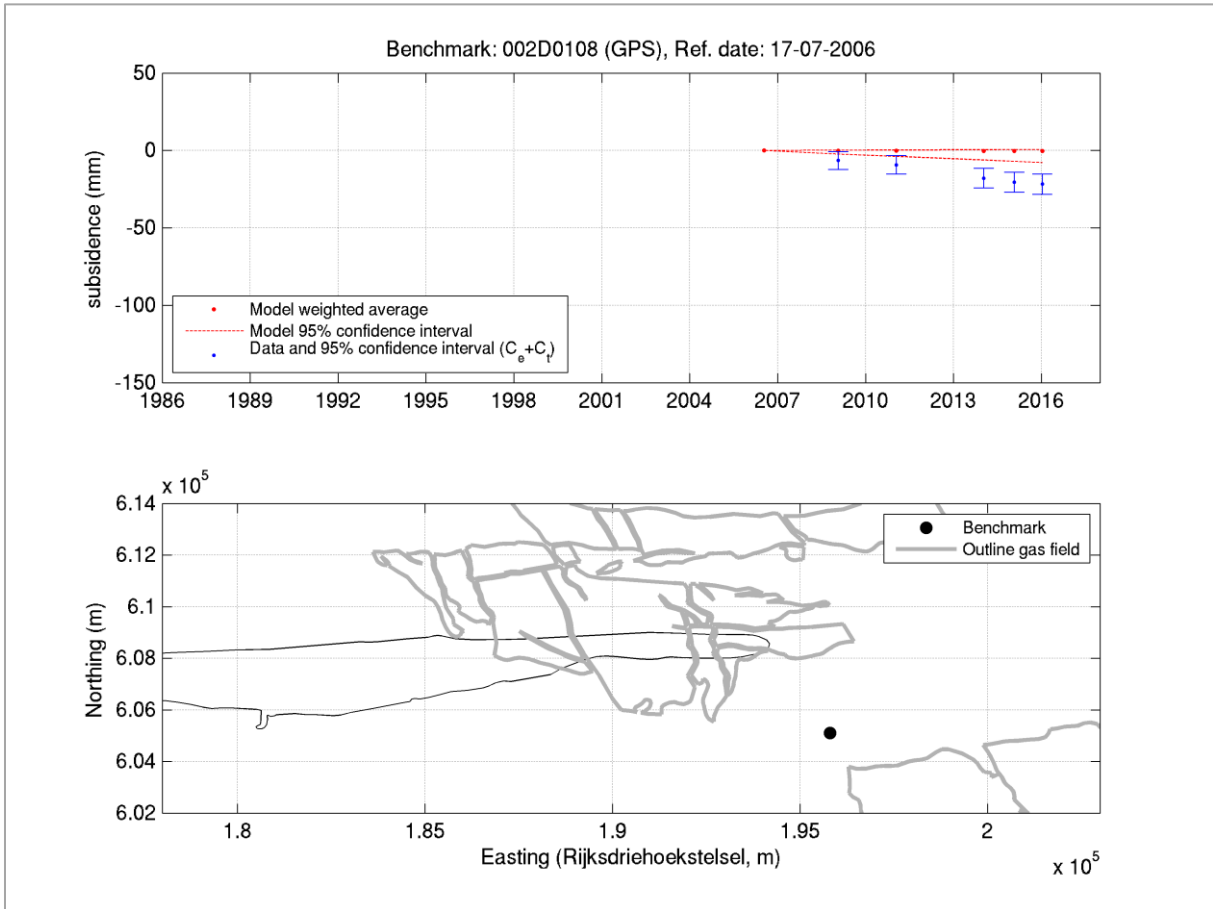 Benchmark: 002D0108 (GPS), Ref. date: 17-07-2006
50
0
-50
-100
-150
subsidence (mm)
Model weighted average
Model 95% confidence interval
Data and 95% confidence interval (C_e+C_t)
1986 1989 1992 1995 1998 2001 2004 2007 2010 2013 2016
x 10^5
6.14
6.12
6.1
6.08
6.06
6.04
6.02
Northing (m)
Benchmark
Outline gas field
1.8 1.85 1.9 1.95 2
Easting (Rijksdriehoekstelsel, m)
x 10^5